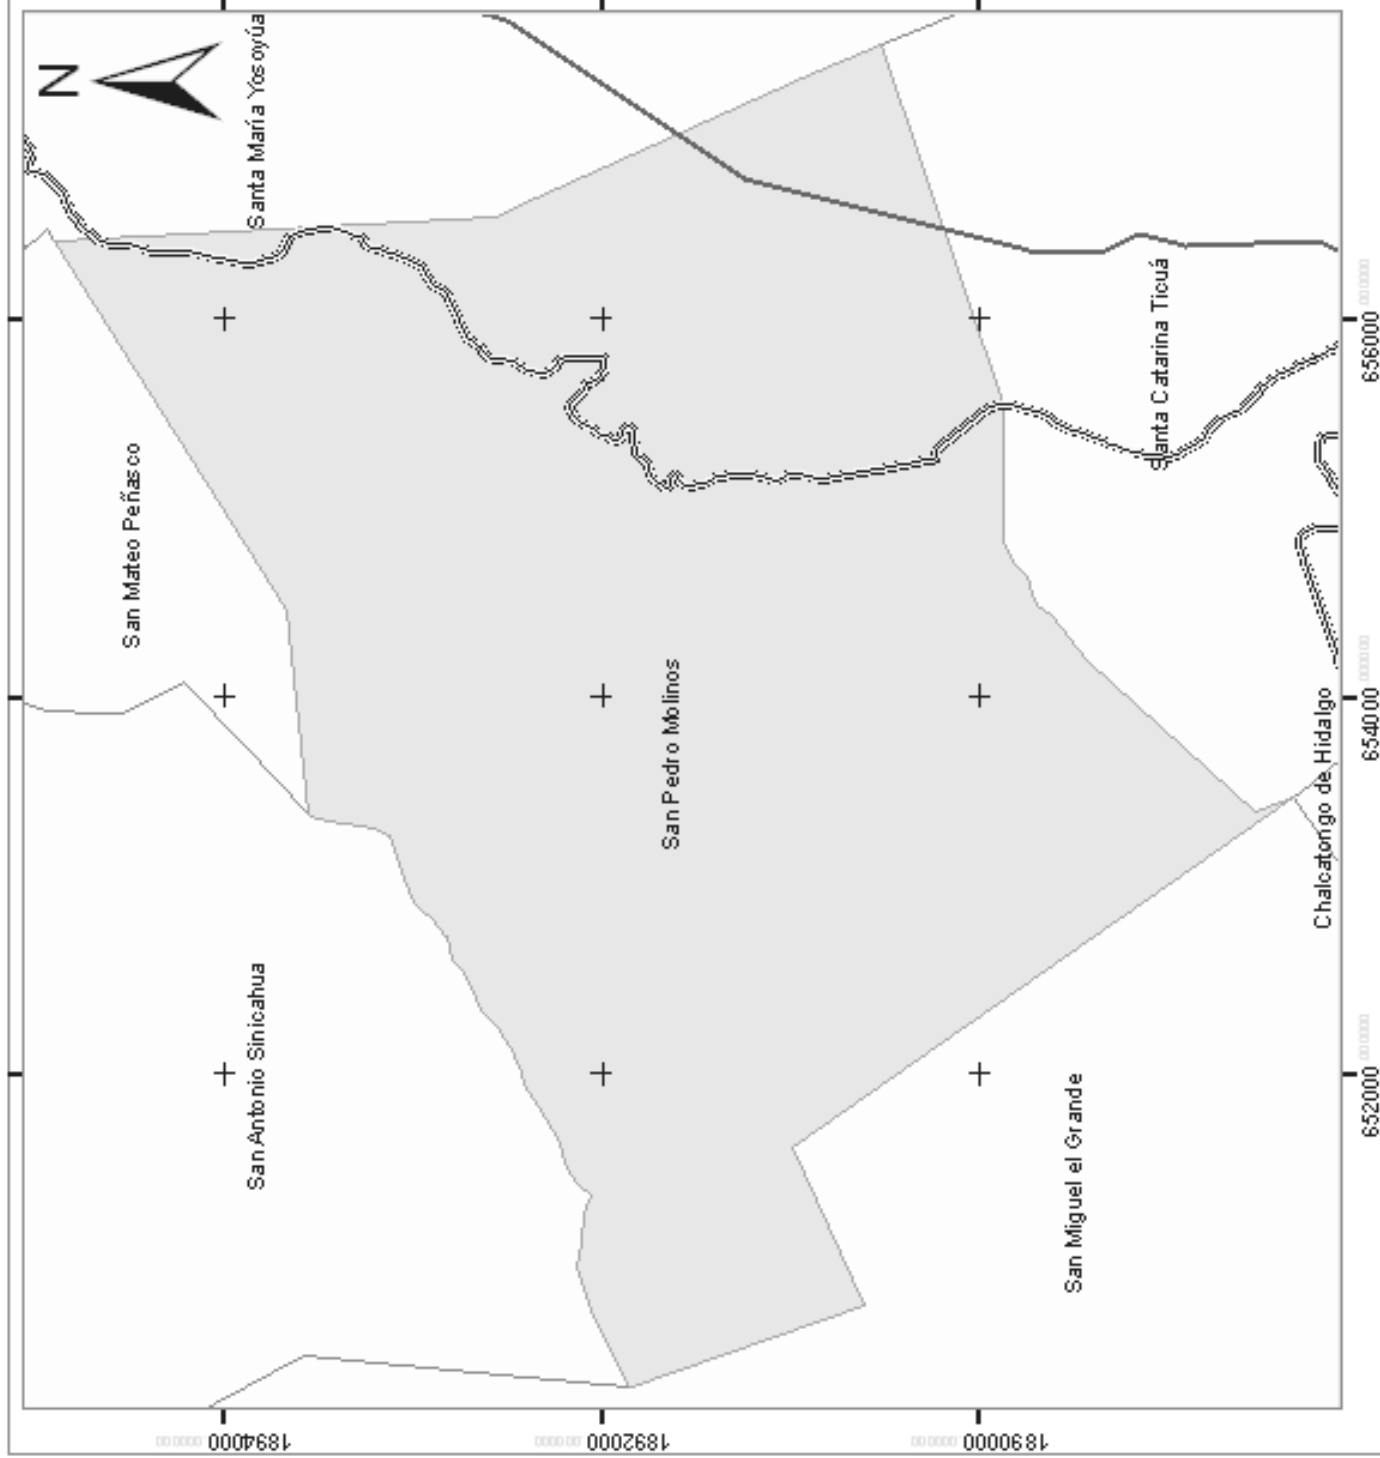 N
Santa María Yosoyúa
San Mateo Peñasco
San Antonio Sinicahua
San Pedro Molinos
Santa Catarina Ticuá
Chalcatongo de Hidalgo
San Miguel el Grande
1894000
1892000
1890000
652000
654000
656000